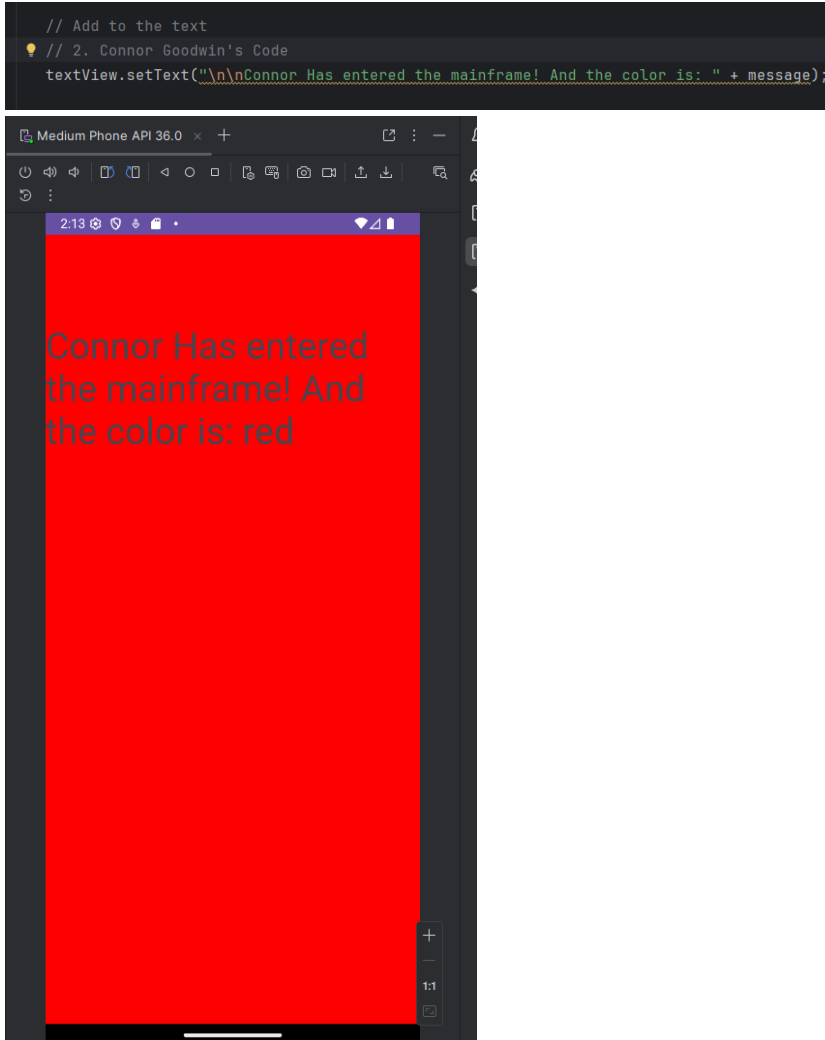 // Add to the text
// 2. Connor Goodwin's Code
textView.setText("\n\nConnor Has entered the mainframe! And the color is: " + message);
Medium Phone API 36.0
2:13
Connor Has entered
the mainframe! And
the color is: red
1:1